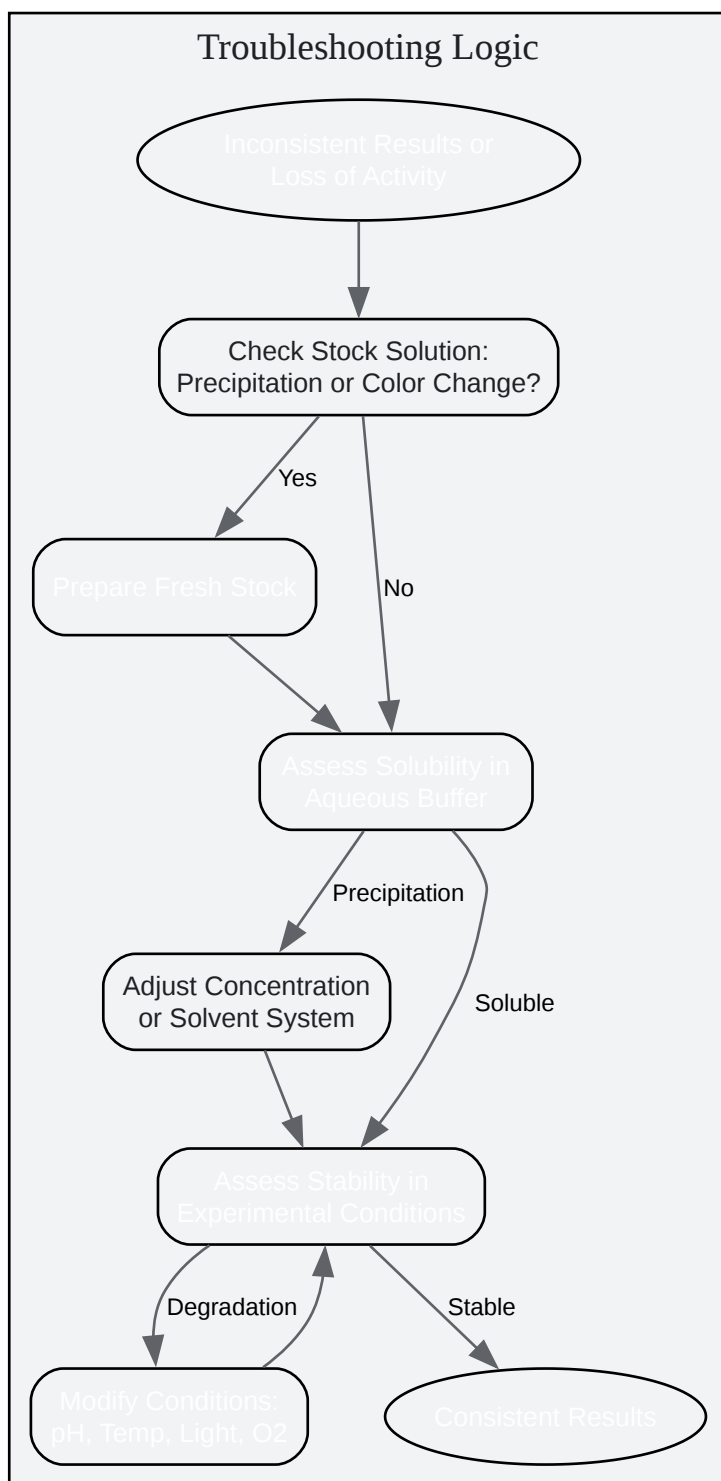 Troubleshooting Logic
Inconsistent Results or
Loss of Activity
Check Stock Solution:
Precipitation or Color Change?
Yes
Prepare Fresh Stock
No
Assess Solubility in
Aqueous Buffer
Precipitation
Adjust Concentration
or Solvent System
Soluble
Assess Stability in
Experimental Conditions
Degradation
Stable
Modify Conditions:
pH, Temp, Light, O2
Consistent Results